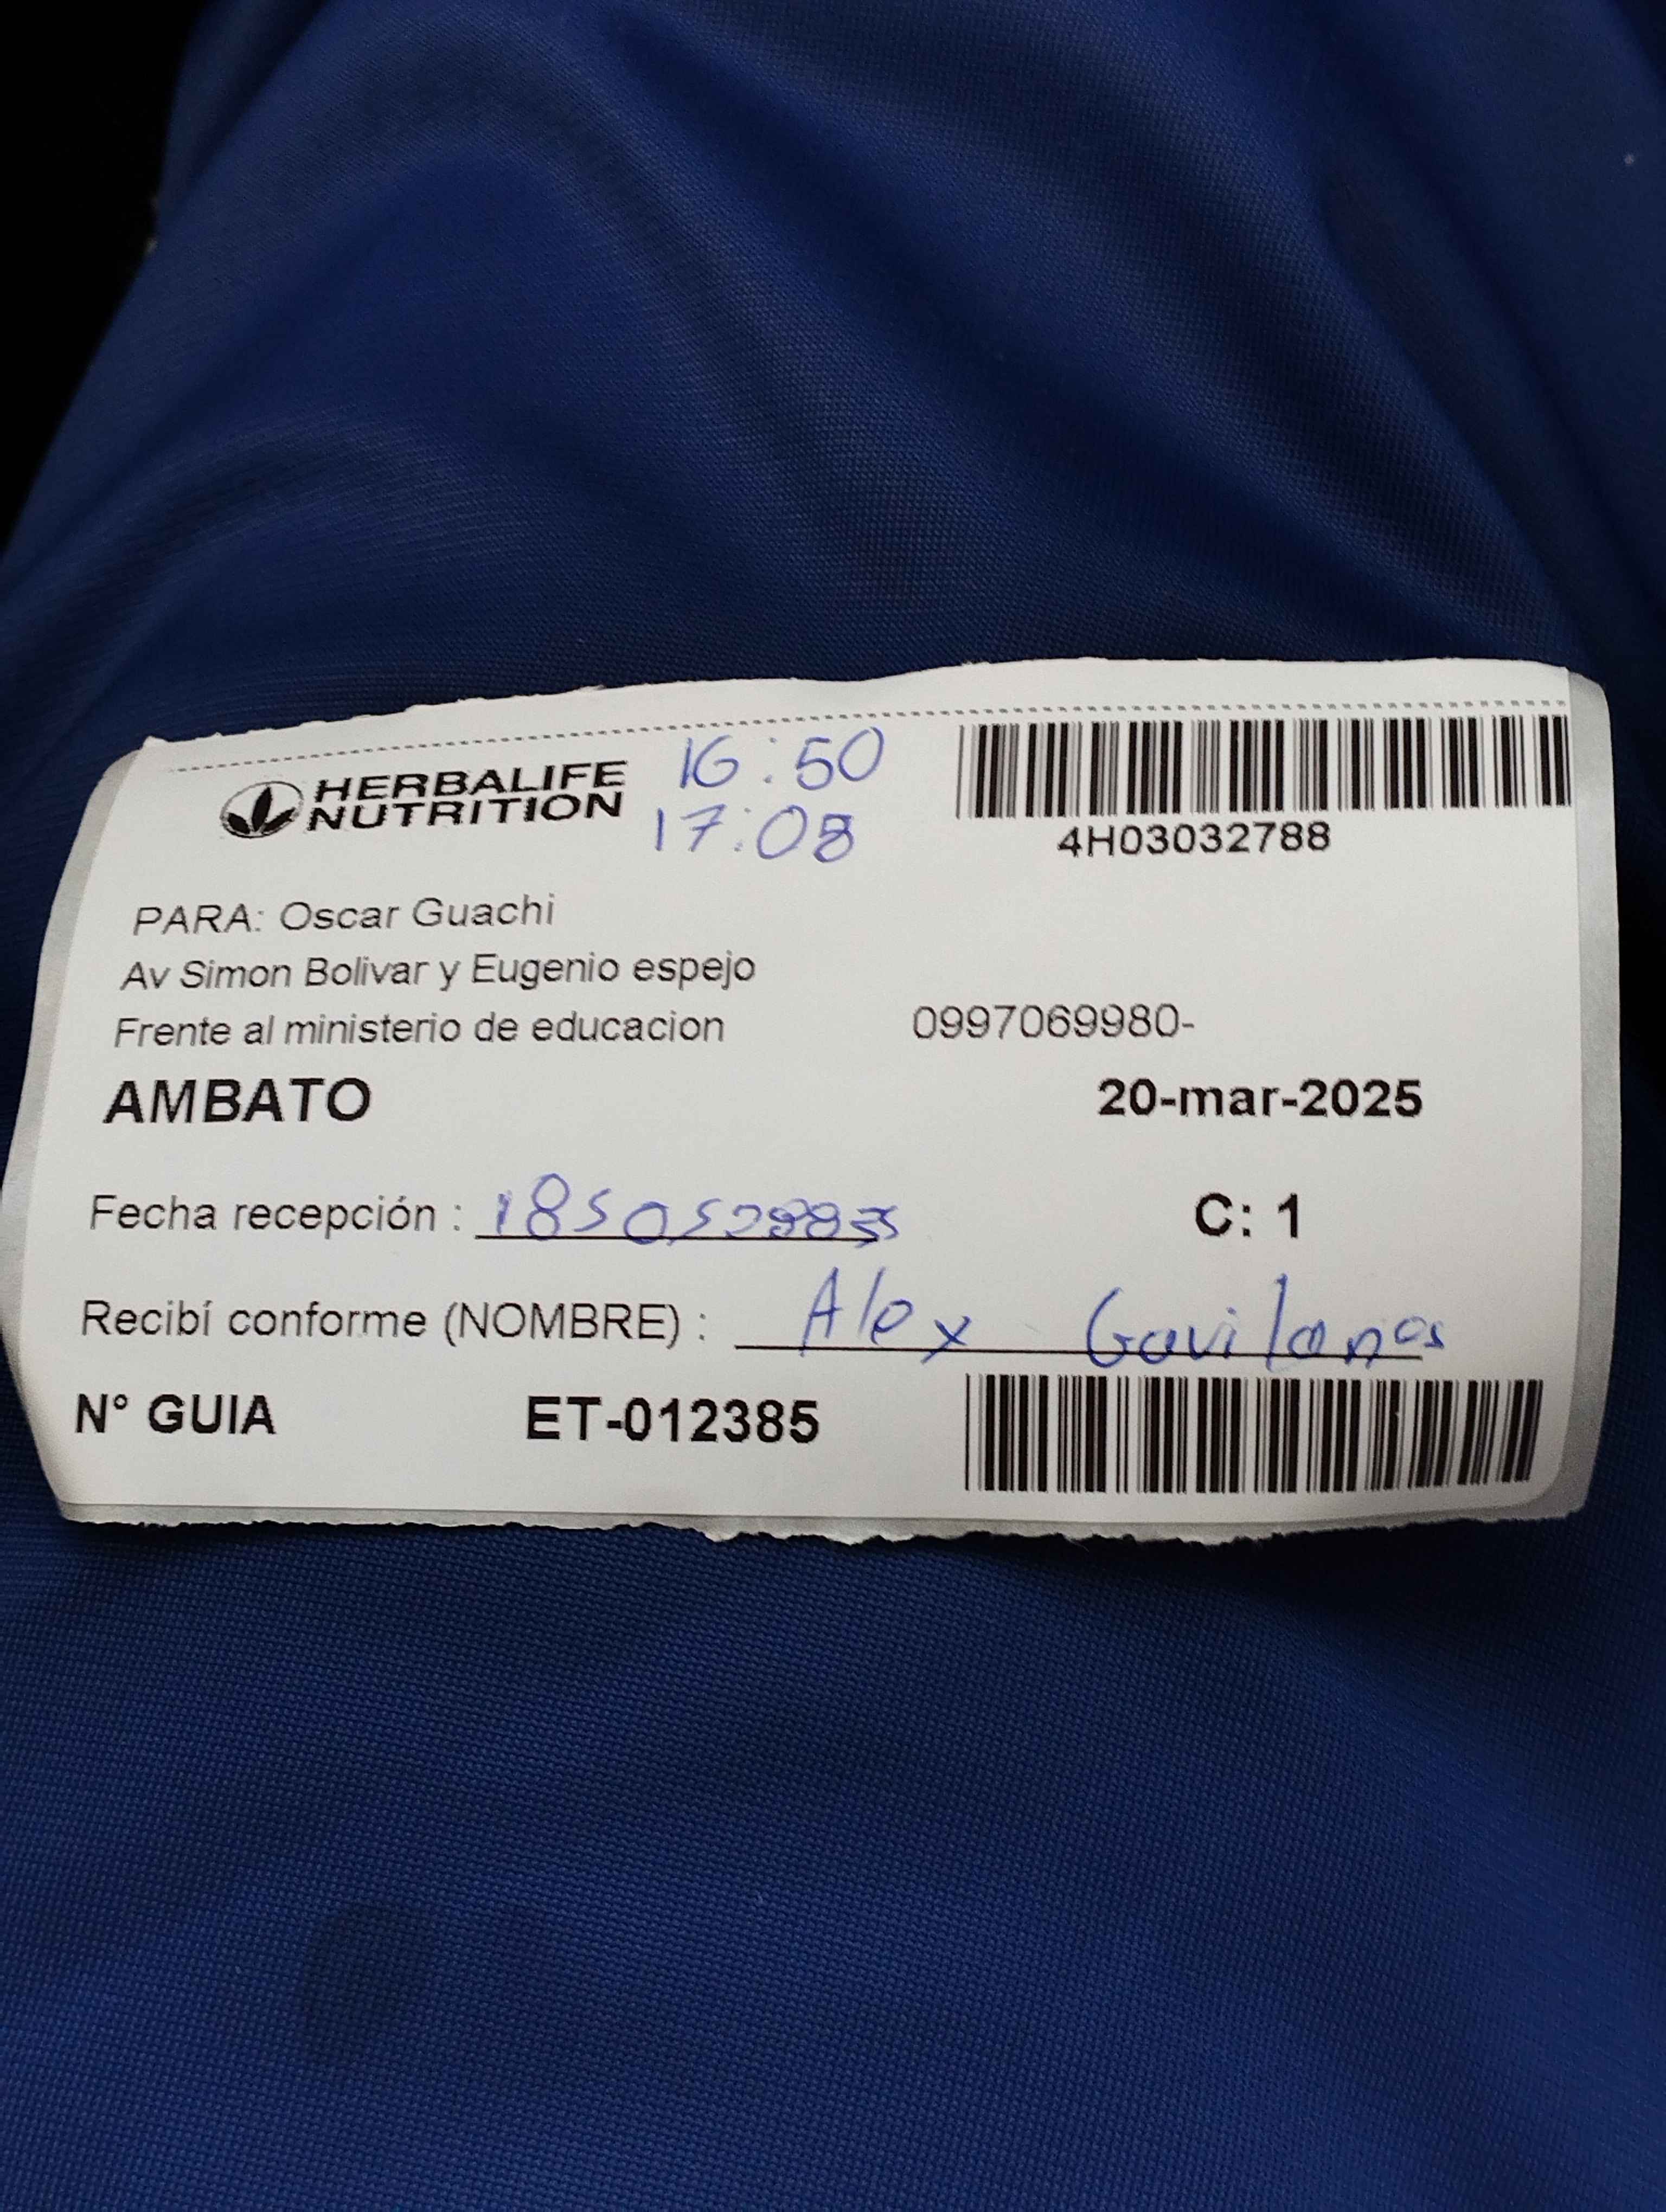 HERBALIFE
NUTRITION
16:50
17:08
4H03032788
PARA: Oscar Guachi
Av Simon Bolivar y Eugenio espejo
Frente al ministerio de educacion 0997069980-
AMBATO 20-mar-2025
Fecha recepción : C: 1
Recibí conforme (NOMBRE) : Alex Gavilanes
N° GUIA ET-012385